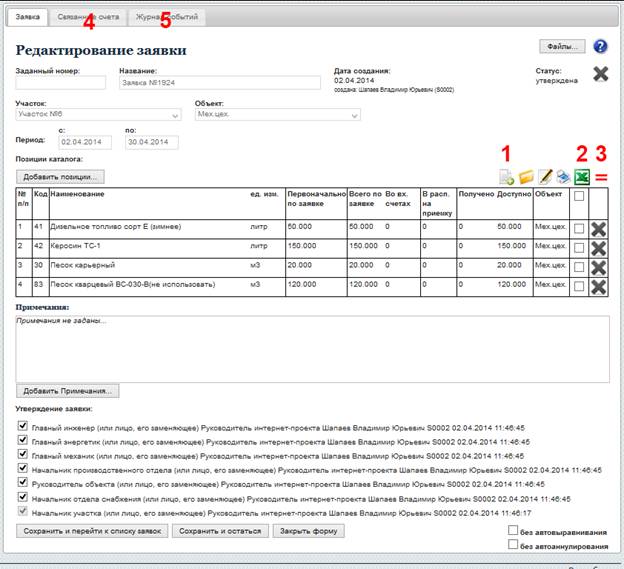 Заявка Связанные счета Журнал событий
4 5
Редактирование заявки Файлы... ?
Заданный номер: Название: Дата создания: Статус:
Заявка №1924 02.04.2014 утверждена
создана: Шапаев Владимир Юрьевич (S0002)
Участок: Объект:
Участок №6 Мех.цех.
с: по:
Период: 02.04.2014 30.04.2014
Позиции каталога: 1 2 3
Добавить позиции... =
№ п/п Код Наименование ед. изм. Первоначально по заявке Всего по заявке Во вх. счетах В расп. на приемку Получено Доступно Объект
1 41 Дизельное топливо сорт Е (зимнее) литр 50.000 50.000 0 0 0 50.000 Мех.цех.
2 42 Керосин ТС-1 литр 150.000 150.000 0 0 0 150.000 Мех.цех.
3 30 Песок карьерный м3 20.000 20.000 0 0 0 20.000 Мех.цех.
4 83 Песок кварцевый ВС-030-В(не использовать) м3 120.000 120.000 0 0 0 120.000 Мех.цех.
Примечания:
Примечания не заданы...
Добавить Примечания...
Утверждение заявки:
Главный инженер (или лицо, его заменяющее) Руководитель интернет-проекта Шапаев Владимир Юрьевич S0002 02.04.2014 11:46:45
Главный энергетик (или лицо, его заменяющее) Руководитель интернет-проекта Шапаев Владимир Юрьевич S0002 02.04.2014 11:46:45
Главный механик (или лицо, его заменяющее) Руководитель интернет-проекта Шапаев Владимир Юрьевич S0002 02.04.2014 11:46:45
Начальник производственного отдела (или лицо, его заменяющее) Руководитель интернет-проекта Шапаев Владимир Юрьевич S0002 02.04.2014 11:46:45
Руководитель объекта (или лицо, его заменяющее) Руководитель интернет-проекта Шапаев Владимир Юрьевич S0002 02.04.2014 11:46:45
Начальник отдела снабжения (или лицо, его заменяющее) Руководитель интернет-проекта Шапаев Владимир Юрьевич S0002 02.04.2014 11:46:45
Начальник участка (или лицо, его заменяющее) Руководитель интернет-проекта Шапаев Владимир Юрьевич S0002 02.04.2014 11:46:17
Сохранить и перейти к списку заявок Сохранить и остаться Закрыть форму без автовыравнивания
без автоаннулирования